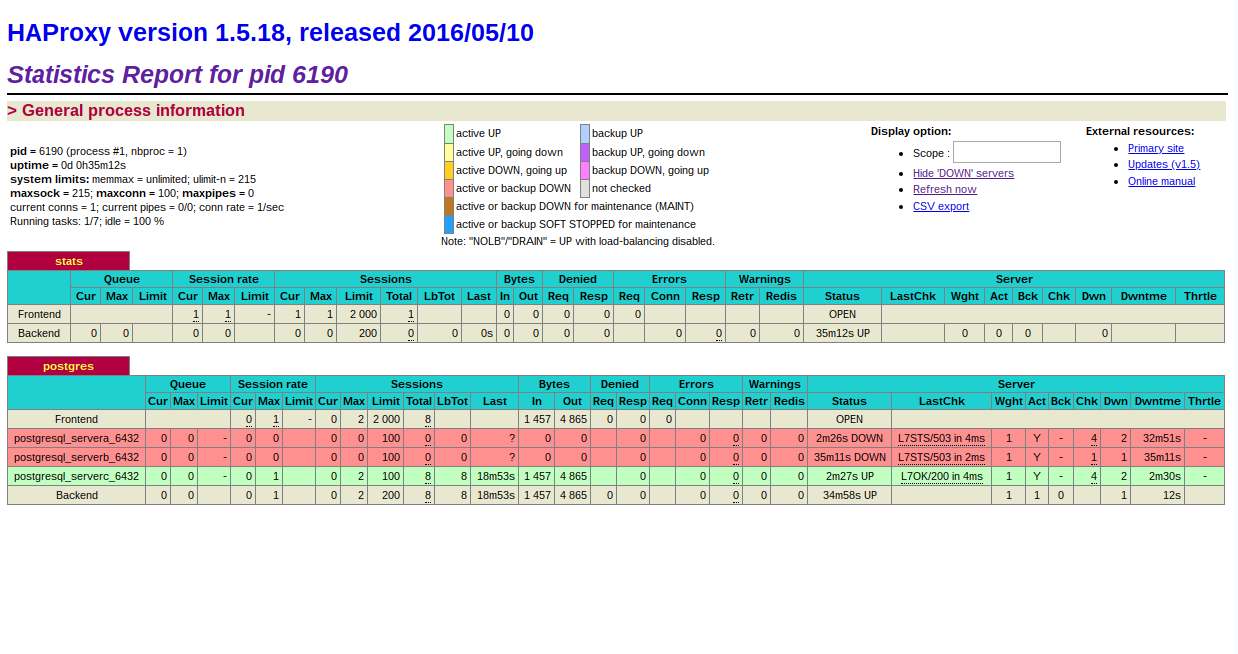 HAProxy version 1.5.18, released 2016/05/10
Statistics Report for pid 6190
> General process information
pid = 6190 (process #1, nbproc = 1)
uptime = 0d 0h35m12s
system limits: memmax = unlimited; ulimit-n = 215
maxsock = 215; maxconn = 100; maxpipes = 0
current conns = 1; current pipes = 0/0; conn rate = 1/sec
Running tasks: 1/7; idle = 100 %
active UP backup UP
active UP, going down backup UP, going down
active DOWN, going up backup DOWN, going up
active or backup DOWN not checked
active or backup DOWN for maintenance (MAINT)
active or backup SOFT STOPPED for maintenance
Note: "NOLB"/"DRAIN" = UP with load-balancing disabled.
Display option:
Scope :
Hide 'DOWN' servers
Refresh now
CSV export
External resources:
Primary site
Updates (v1.5)
Online manual
stats
Queue Session rate Sessions Bytes Denied Errors Warnings Server
Cur Max Limit Cur Max Limit Cur Max Limit Total LbTot Last In Out Req Resp Req Conn Resp Retr Redis Status LastChk Wght Act Bck Chk Dwn Dwntme Thrtle
Frontend 1 1 - 1 1 2 000 1 0 0 0 0 0 OPEN
Backend 0 0 0 0 0 0 200 0 0 0s 0 0 0 0 0 0 0 0 35m12s UP 0 0 0 0
postgres
Queue Session rate Sessions Bytes Denied Errors Warnings Server
Cur Max Limit Cur Max Limit Cur Max Limit Total LbTot Last In Out Req Resp Req Conn Resp Retr Redis Status LastChk Wght Act Bck Chk Dwn Dwntme Thrtle
Frontend 0 1 - 0 2 2 000 8 1 457 4 865 0 0 0 OPEN
postgresql_servera_6432 0 0 - 0 0 0 0 100 0 0 ? 0 0 0 0 0 0 0 2m26s DOWN L7STS/503 in 4ms 1 Y - 4 2 32m51s -
postgresql_serverb_6432 0 0 - 0 0 0 0 100 0 0 ? 0 0 0 0 0 0 0 35m11s DOWN L7STS/503 in 2ms 1 Y - 1 1 35m11s -
postgresql_serverc_6432 0 0 - 0 1 0 2 100 8 8 18m53s 1 457 4 865 0 0 0 0 0 2m27s UP L7OK/200 in 4ms 1 Y - 4 2 2m30s -
Backend 0 0 0 1 0 2 200 8 8 18m53s 1 457 4 865 0 0 0 0 0 0 34m58s UP 1 1 0 1 12s